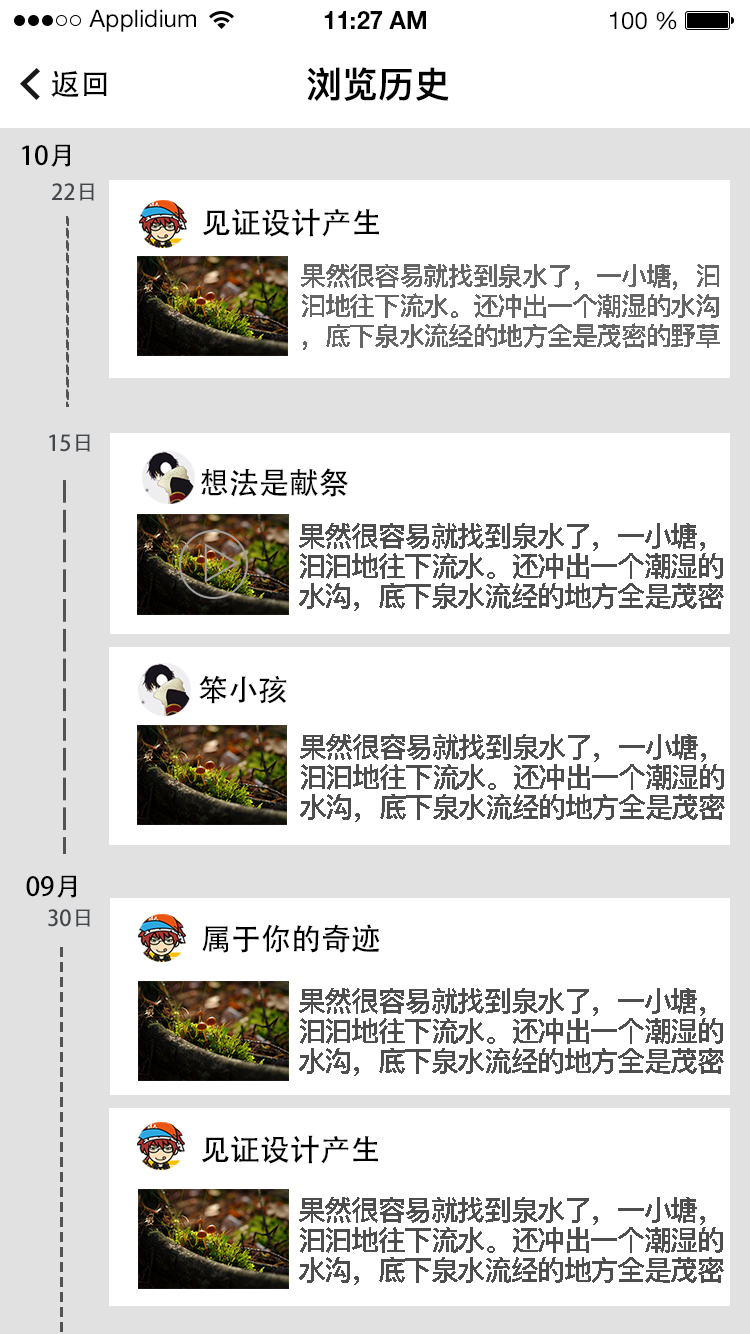 Applidium 11:27 AM 100 %
返回 浏览历史
10月
22日
见证设计产生
果然很容易就找到泉水了，一小塘，汩
汩地往下流水。还冲出一个潮湿的水沟
，底下泉水流经的地方全是茂密的野草
15日
想法是献祭
果然很容易就找到泉水了，一小塘，
汩汩地往下流水。还冲出一个潮湿的
水沟，底下泉水流经的地方全是茂密
笨小孩
果然很容易就找到泉水了，一小塘，
汩汩地往下流水。还冲出一个潮湿的
水沟，底下泉水流经的地方全是茂密
09月
30日
属于你的奇迹
果然很容易就找到泉水了，一小塘，
汩汩地往下流水。还冲出一个潮湿的
水沟，底下泉水流经的地方全是茂密
见证设计产生
果然很容易就找到泉水了，一小塘，
汩汩地往下流水。还冲出一个潮湿的
水沟，底下泉水流经的地方全是茂密